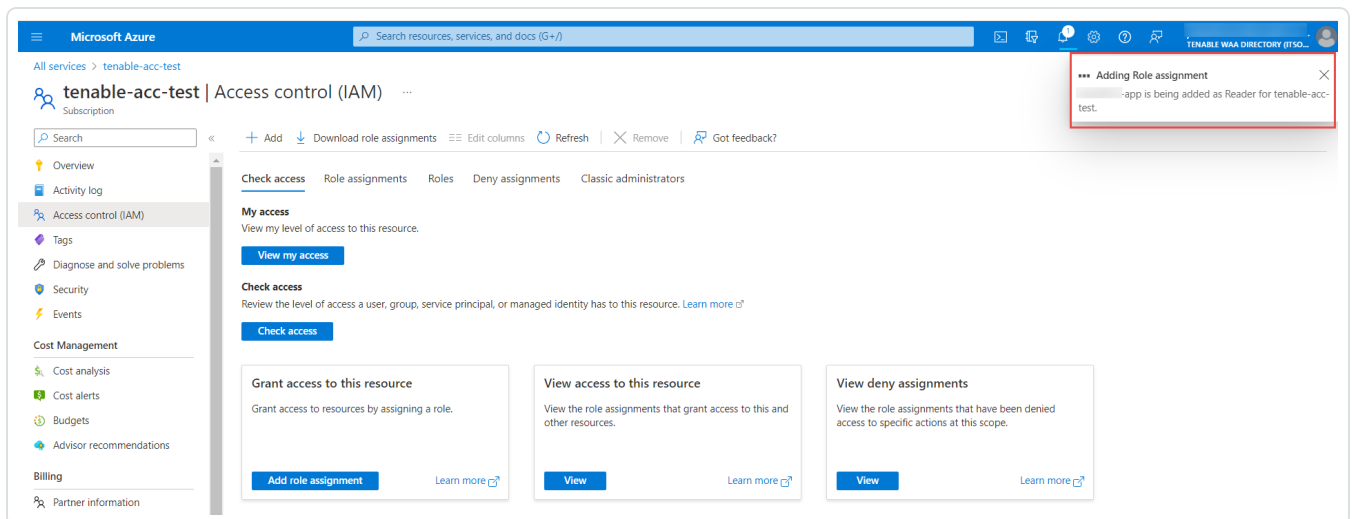 Microsoft Azure
Search resources, services, and docs (G+/)
1
TENABLE WAA DIRECTORY (ITSO...
All services > tenable-acc-test
tenable-acc-test | Access control (IAM) ...
Subscription
Adding Role assignment
-app is being added as Reader for tenable-acc-
test.
Search
«
Add
Download role assignments
Edit columns
Refresh
Remove
Got feedback?
Overview
Activity log
Access control (IAM)
Tags
Diagnose and solve problems
Security
Events
Cost Management
Cost analysis
Cost alerts
Budgets
Advisor recommendations
Billing
Partner information
Check access
Role assignments
Roles
Deny assignments
Classic administrators
My access
View my level of access to this resource.
View my access
Check access
Review the level of access a user, group, service principal, or managed identity has to this resource. Learn more
Check access
Grant access to this resource
Grant access to resources by assigning a role.
Add role assignment
Learn more
View access to this resource
View the role assignments that grant access to this and
other resources.
View
Learn more
View deny assignments
View the role assignments that have been denied
access to specific actions at this scope.
View
Learn more